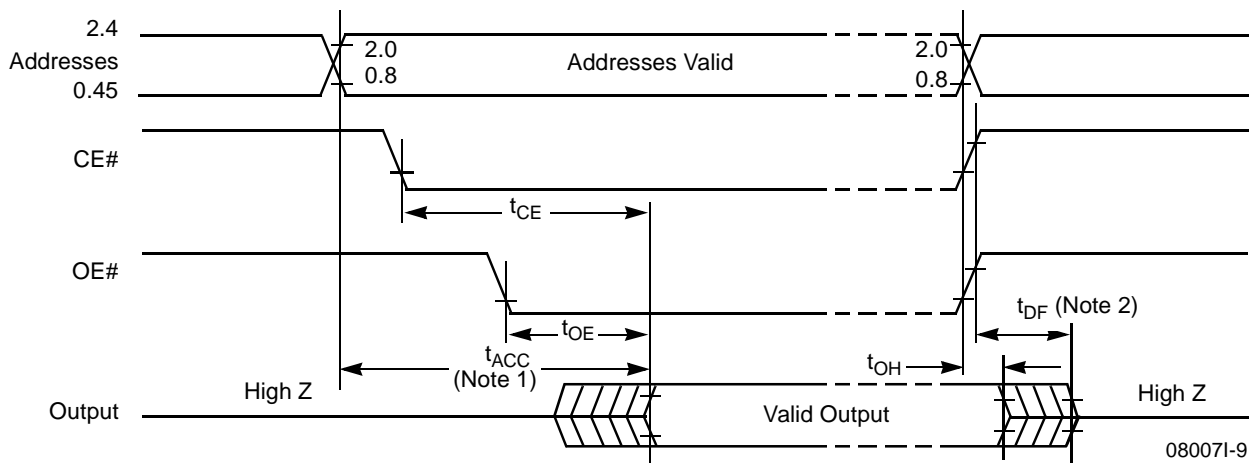 2.4
Addresses
0.45
2.0
0.8
Addresses Valid
2.0
0.8
CE#
tCE
OE#
tOE
tDF (Note 2)
tACC
(Note 1)
tOH
High Z
High Z
Output
Valid Output
08007I-9